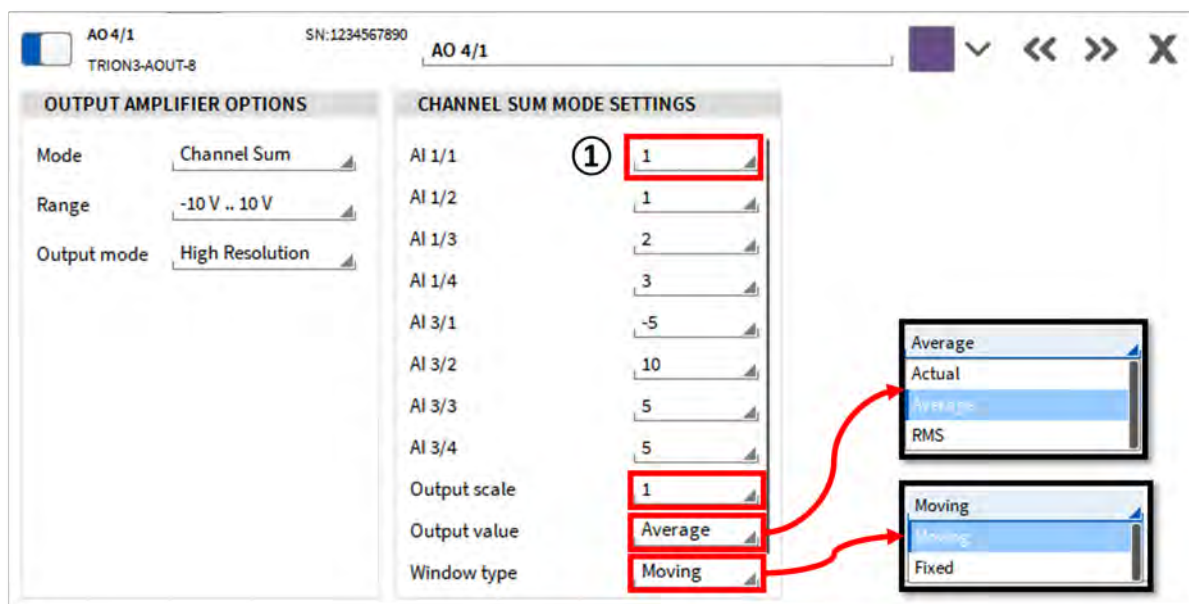 AO 4/1 SN:1234567890 AO 4/1
TRION3-AOUT-8
OUTPUT AMPLIFIER OPTIONS
Mode Channel Sum
Range -10 V .. 10 V
Output mode High Resolution
CHANNEL SUM MODE SETTINGS
AI 1/1 ① 1
AI 1/2 1
AI 1/3 2
AI 1/4 3
AI 3/1 -5
AI 3/2 10
AI 3/3 5
AI 3/4 5
Output scale 1
Output value Average
Window type Moving
Average
Actual
Average
RMS
Moving
Moving
Fixed